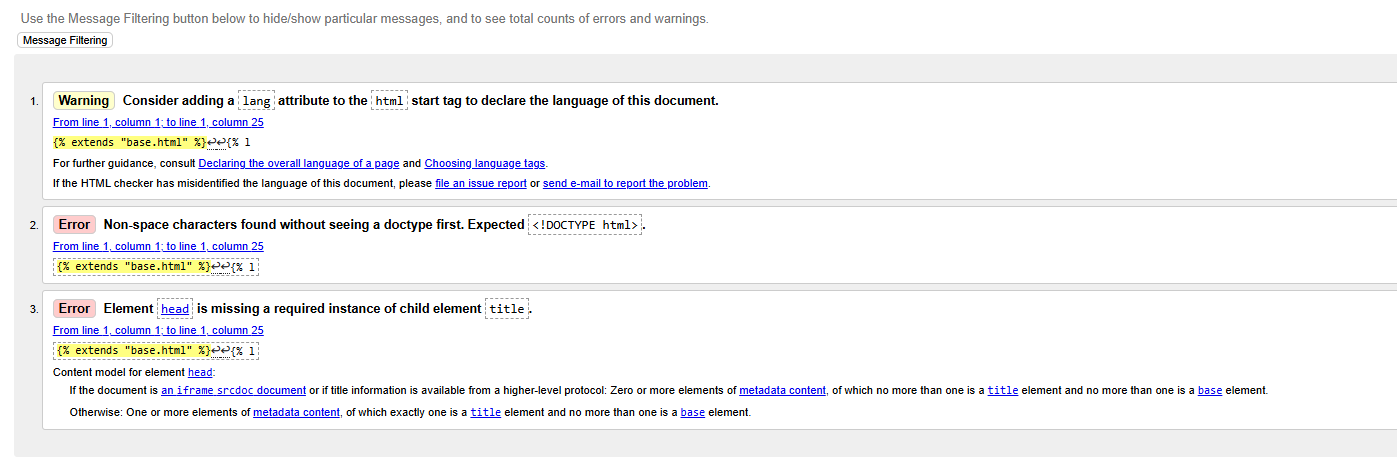 Use the Message Filtering button below to hide/show particular messages, and to see total counts of errors and warnings.
Message Filtering
1. Warning Consider adding a lang attribute to the html start tag to declare the language of this document.
From line 1, column 1; to line 1, column 25
{% extends "base.html" %}↩↩{% l
For further guidance, consult Declaring the overall language of a page and Choosing language tags.
If the HTML checker has misidentified the language of this document, please file an issue report or send e-mail to report the problem.
2. Error Non-space characters found without seeing a doctype first. Expected <!DOCTYPE html>.
From line 1, column 1; to line 1, column 25
{% extends "base.html" %}↩↩{% l
3. Error Element head is missing a required instance of child element title.
From line 1, column 1; to line 1, column 25
{% extends "base.html" %}↩↩{% l
Content model for element head:
If the document is an iframe srcdoc document or if title information is available from a higher-level protocol: Zero or more elements of metadata content, of which no more than one is a title element and no more than one is a base element.
Otherwise: One or more elements of metadata content, of which exactly one is a title element and no more than one is a base element.